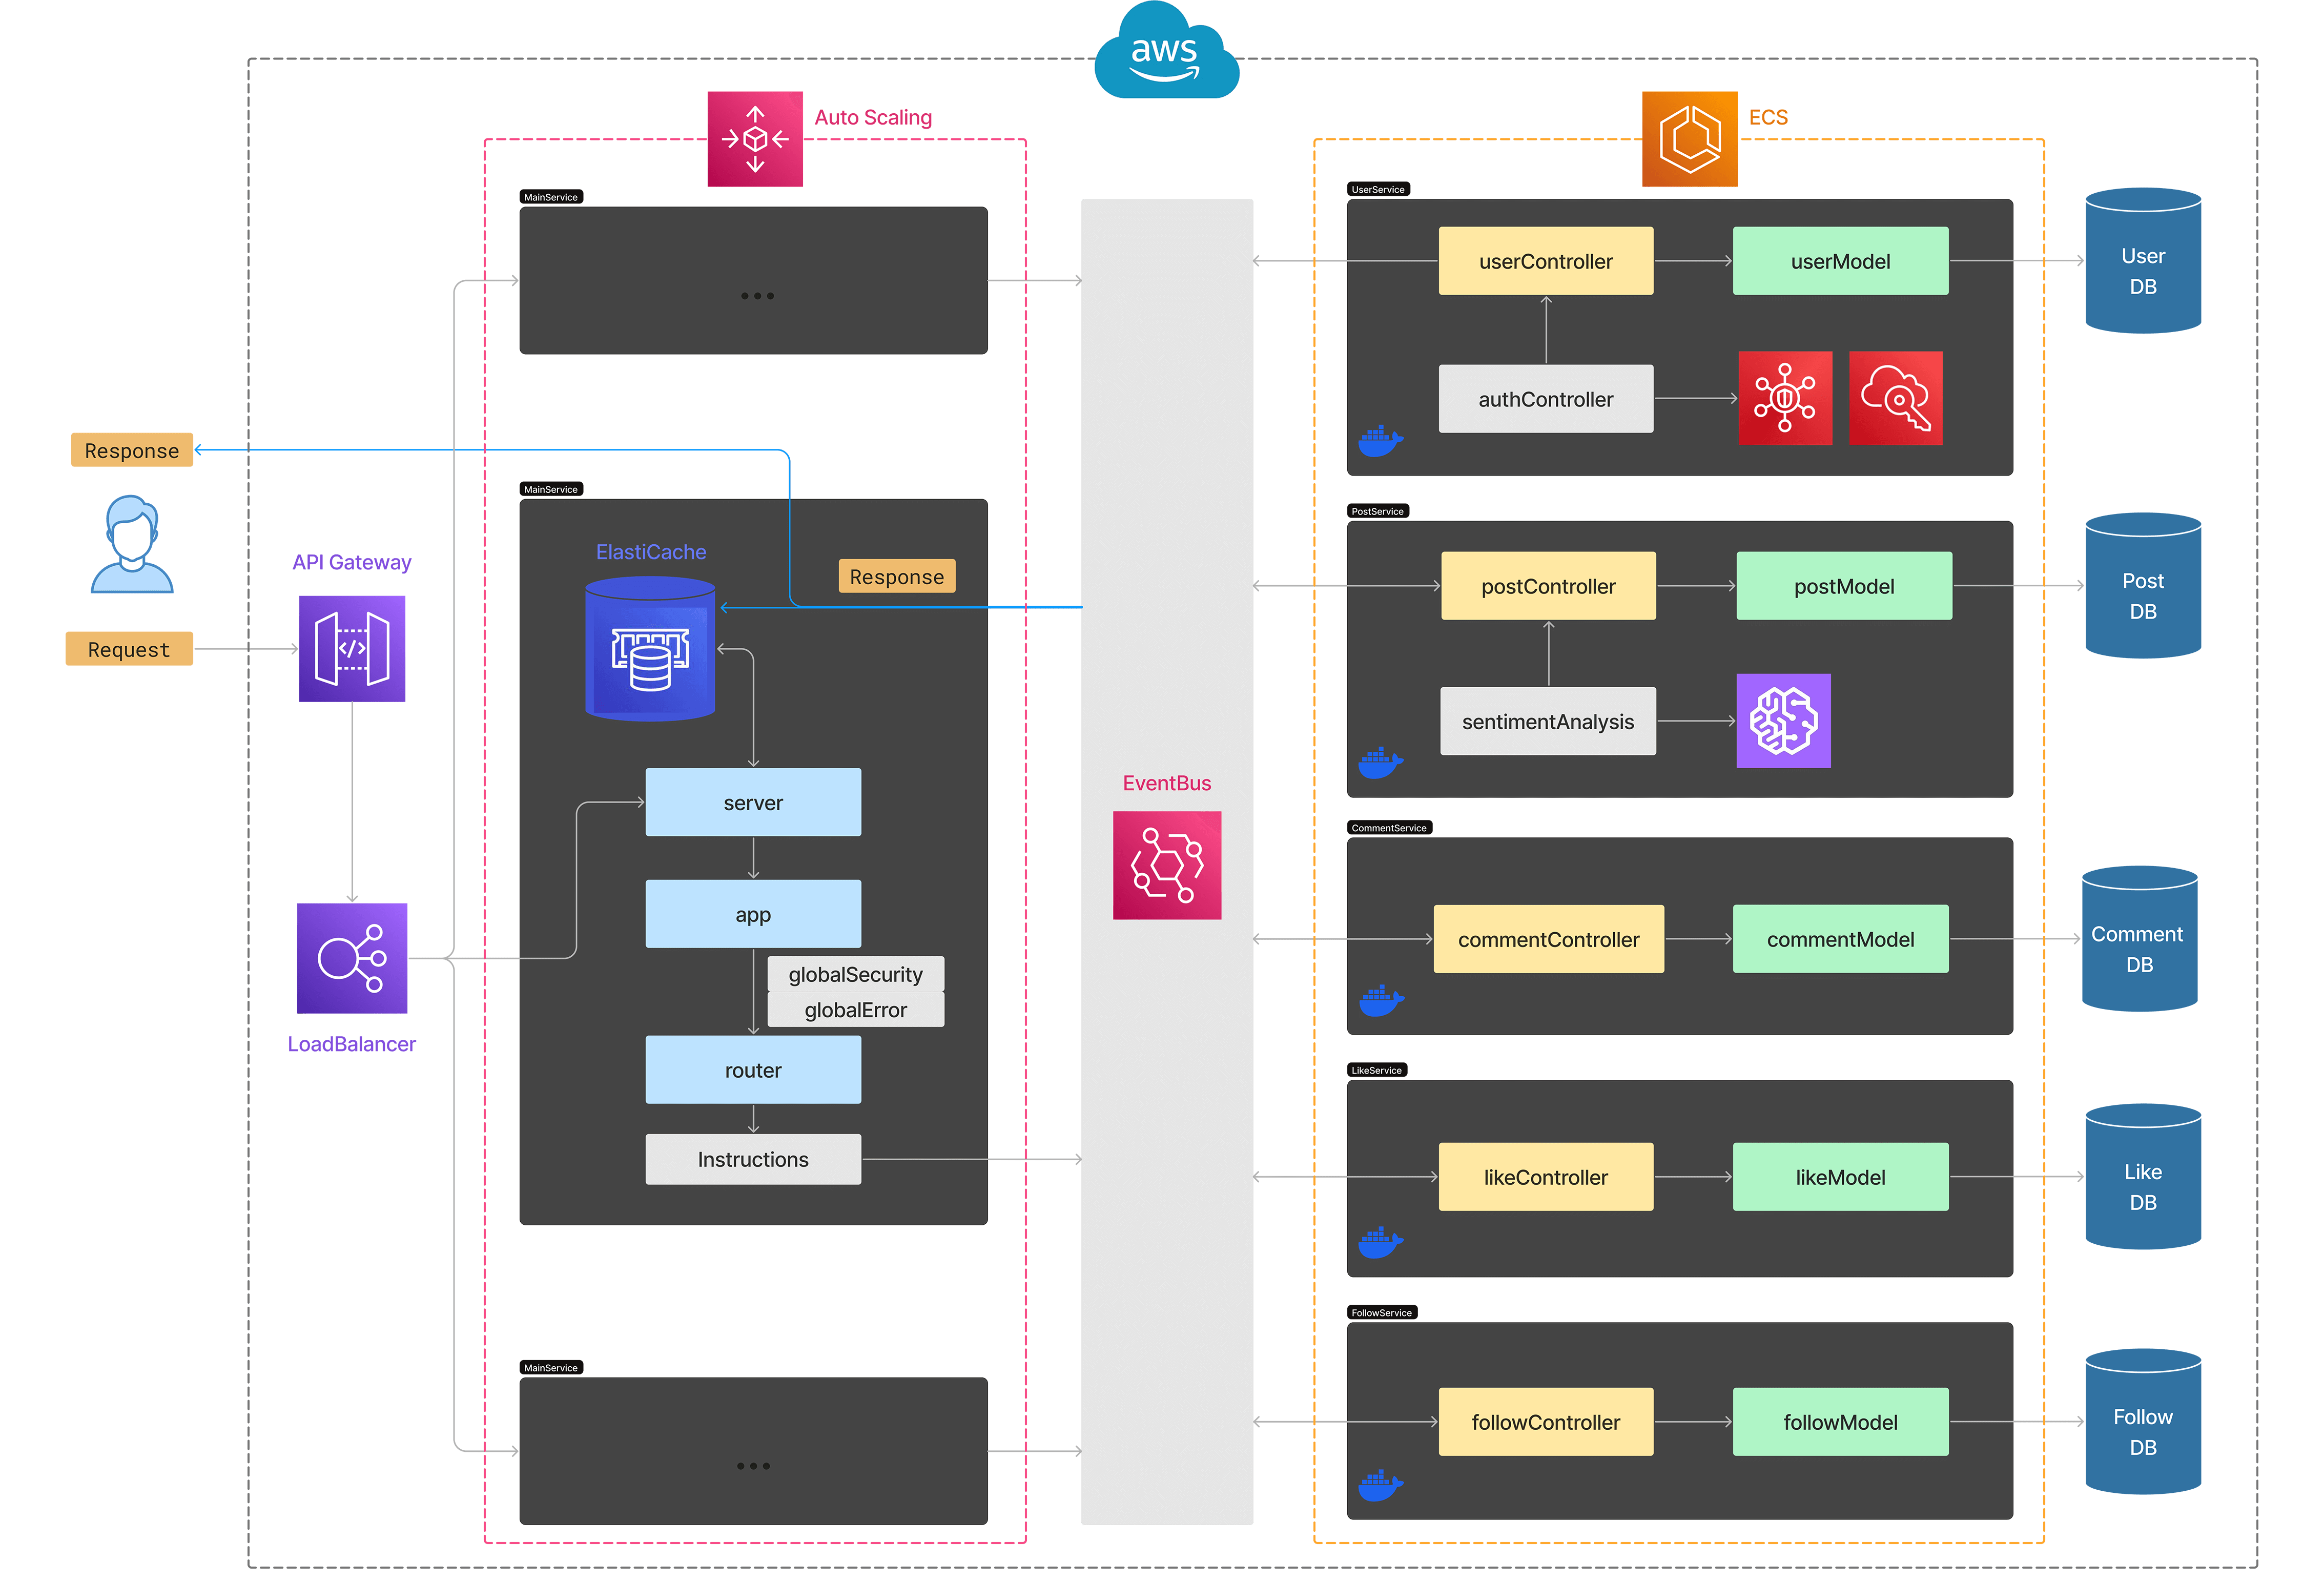 aws
Auto Scaling
ECS
MainService
...
UserService
userController
userModel
User
DB
authController
Response
Request
API Gateway
LoadBalancer
MainService
ElastiCache
Response
server
app
globalSecurity
globalError
router
Instructions
MainService
...
EventBus
PostService
postController
postModel
Post
DB
sentimentAnalysis
CommentService
commentController
commentModel
Comment
DB
LikeService
likeController
likeModel
Like
DB
FollowService
followController
followModel
Follow
DB